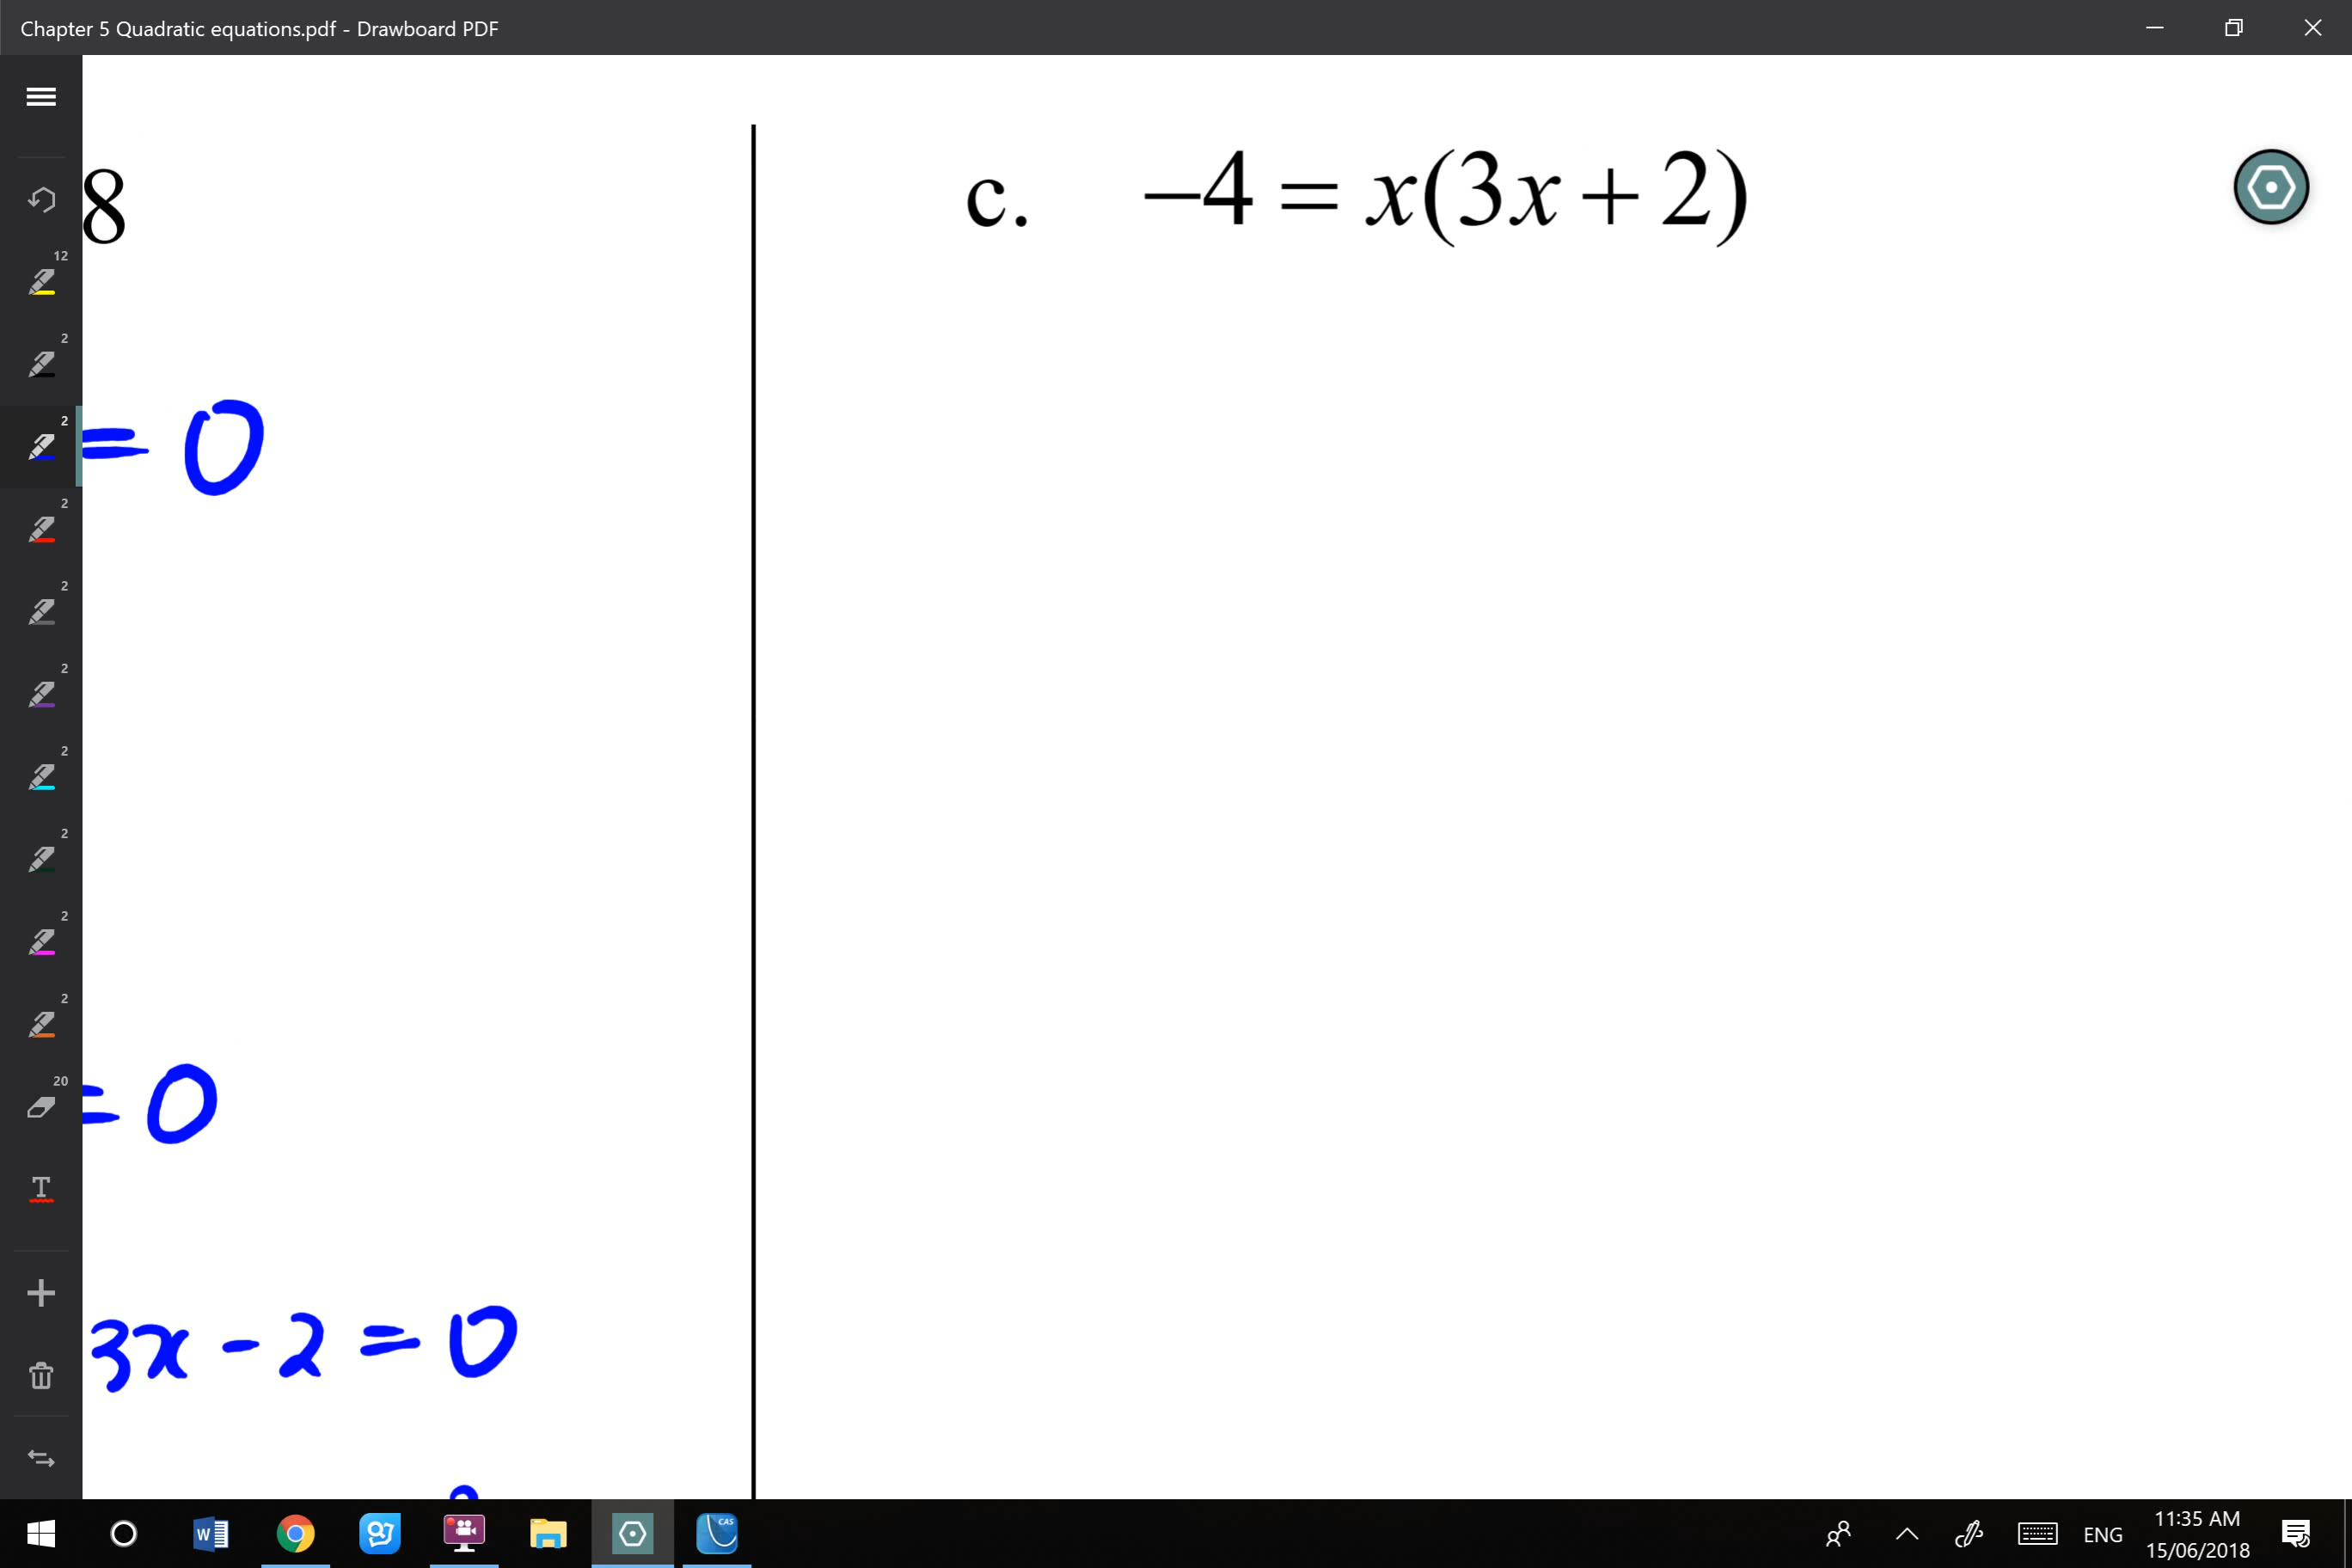 Chapter 5 Quadratic equations.pdf - Drawboard PDF
8
c. −4 = x(3x + 2)
12
2
2
= 0
2
2
2
2
2
2
2
20
= 0
T
3x - 2 = 0
W
CAS
ENG
11:35 AM
15/06/2018